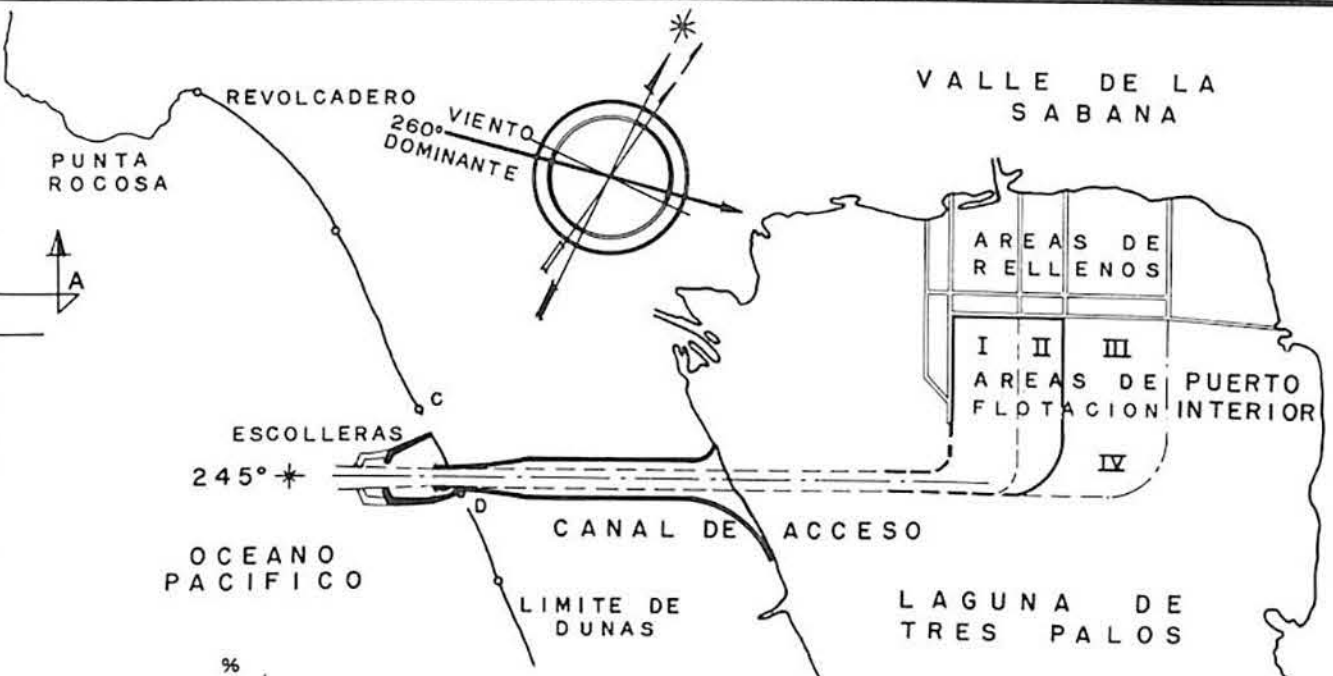 REVOLCADERO
PUNTA
ROCOSA
A
VIENTO
260°
DOMINANTE
VALLE DE LA
SABANA
AREAS DE
RELLENOS
I II III
AREAS DE
FLOTACION
PUERTO
INTERIOR
IV
C
ESCOLLERAS
245°
D
CANAL DE ACCESO
OCEANO
PACIFICO
LIMITE DE
DUNAS
LAGUNA DE
TRES PALOS
%